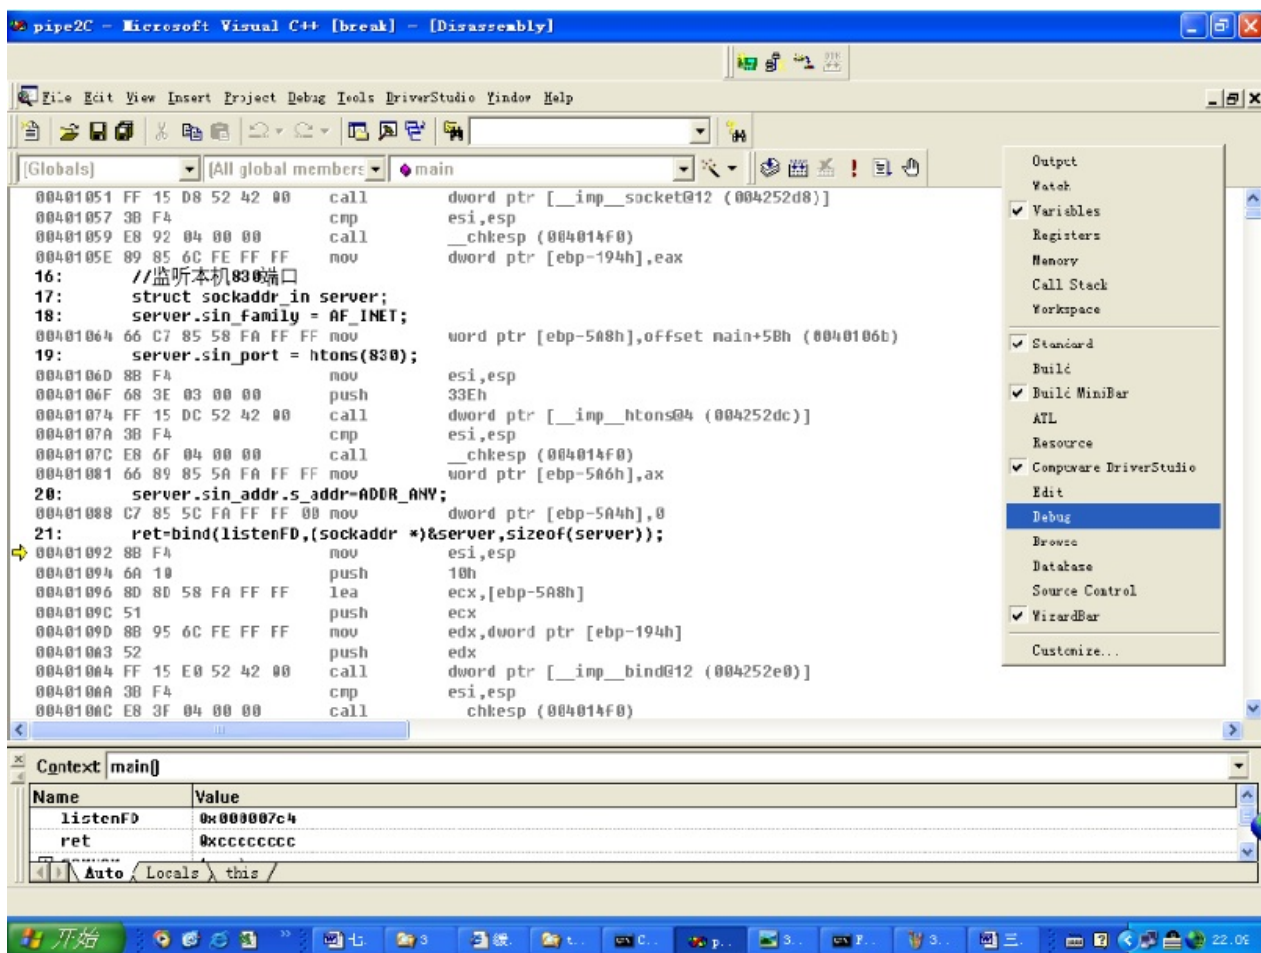 pipe2C - Microsoft Visual C++ [break] - [Disassembly]
File Edit View Insert Project Debug Tools DriverStudio Window Help
(Globals) (All global members main
00401051 FF 15 D8 52 42 00 call dword ptr [__imp__socket@12 (004252d8)]
00401057 3B F4 cmp esi,esp
00401059 E8 92 04 00 00 call __chkesp (004014f0)
0040105E 89 85 6C FE FF FF mov dword ptr [ebp-194h],eax
16: //监听本机830端口
17: struct sockaddr_in server;
18: server.sin_family = AF_INET;
00401064 66 C7 85 58 FA FF FF mov word ptr [ebp-5A8h],offset main+5Bh (0040106b)
19: server.sin_port = htons(830);
0040106D 8B F4 mov esi,esp
0040106F 68 3E 03 00 00 push 33Eh
00401074 FF 15 DC 52 42 00 call dword ptr [__imp__htons@4 (004252dc)]
0040107A 3B F4 cmp esi,esp
0040107C E8 6F 04 00 00 call __chkesp (004014f0)
00401081 66 89 85 5A FA FF FF mov word ptr [ebp-5A6h],ax
20: server.sin_addr.s_addr=ADDR_ANY;
00401088 C7 85 5C FA FF FF 00 mov dword ptr [ebp-5A4h],0
21: ret=bind(listenFD,(sockaddr *)&server,sizeof(server));
00401092 8B F4 mov esi,esp
00401094 6A 10 push 10h
00401096 8D 8D 58 FA FF FF lea ecx,[ebp-5A8h]
0040109C 51 push ecx
0040109D 8B 95 6C FE FF FF mov edx,dword ptr [ebp-194h]
004010A3 52 push edx
004010A4 FF 15 E0 52 42 00 call dword ptr [__imp__bind@12 (004252e0)]
004010AA 3B F4 cmp esi,esp
004010AC E8 3F 04 00 00 call __chkesp (004014f0)
Output
Watch
Variables
Registers
Memory
Call Stack
Workspace
Standard
Build
Build MiniBar
ATL
Resource
Compuware DriverStudio
Edit
Debug
Browse
Database
Source Control
WizardBar
Customize...
Context: main()
Name Value
listenFD 0x000007c4
ret 0xcccccccc
Auto Locals this
开始 七. 3 缓. t.. C.. p.. 3.. F.. 3.. 三. 22:09